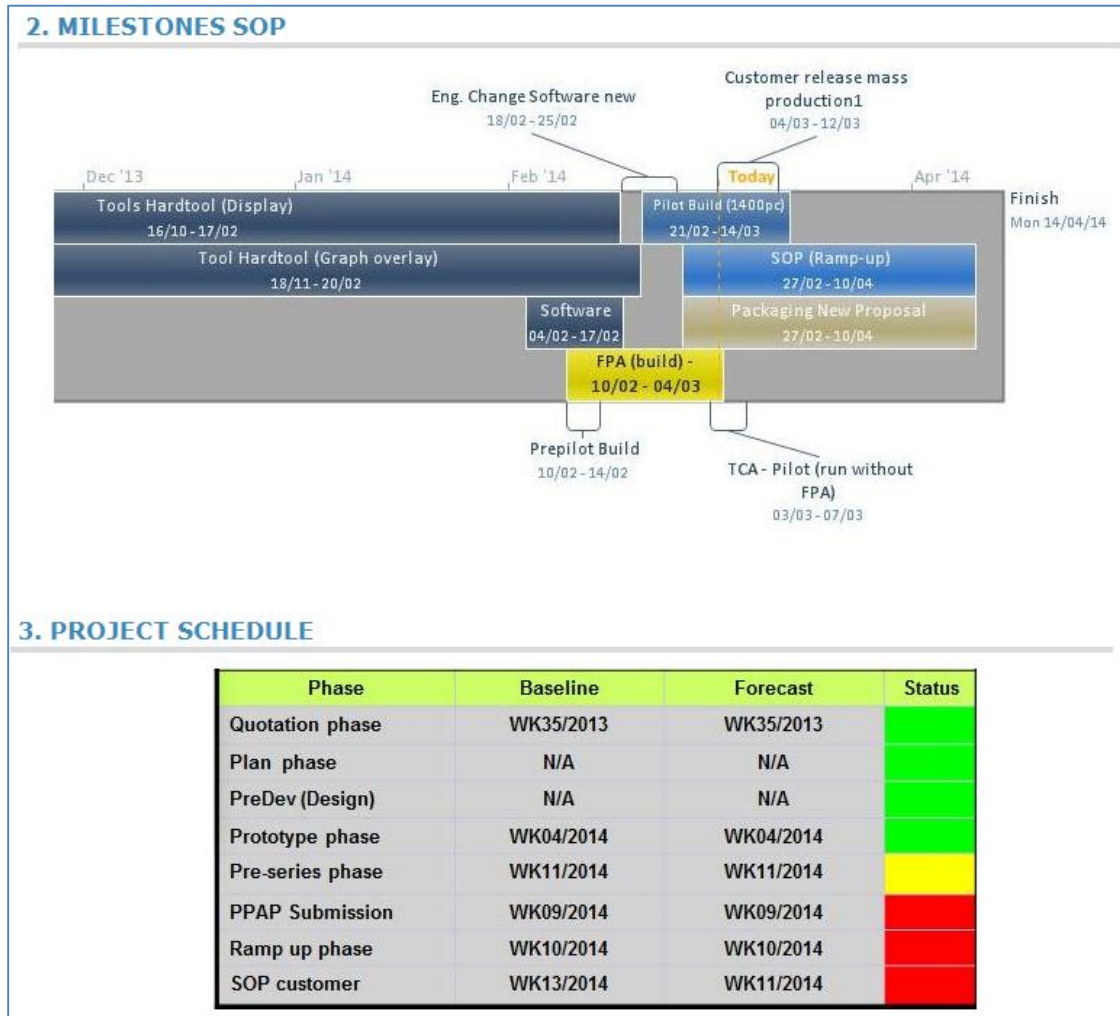 2. MILESTONES SOP
Customer release mass
production1
04/03 - 12/03
Eng. Change Software new
18/02 - 25/02
Dec '13
Jan '14
Feb '14
Today
Apr '14
Tools Hardtool (Display)
16/10 - 17/02
Pilot Build (1400pc)
21/02 - 14/03
Finish
Mon 14/04/14
Tool Hardtool (Graph overlay)
18/11 - 20/02
SOP (Ramp-up)
27/02 - 10/04
Software
04/02 - 17/02
Packaging New Proposal
27/02 - 10/04
FPA (build) -
10/02 - 04/03
Prepilot Build
10/02 - 14/02
TCA - Pilot (run without
FPA)
03/03 - 07/03
3. PROJECT SCHEDULE
Phase Baseline Forecast Status
Quotation phase WK35/2013 WK35/2013
Plan phase N/A N/A
PreDev (Design) N/A N/A
Prototype phase WK04/2014 WK04/2014
Pre-series phase WK11/2014 WK11/2014
PPAP Submission WK09/2014 WK09/2014
Ramp up phase WK10/2014 WK10/2014
SOP customer WK13/2014 WK11/2014